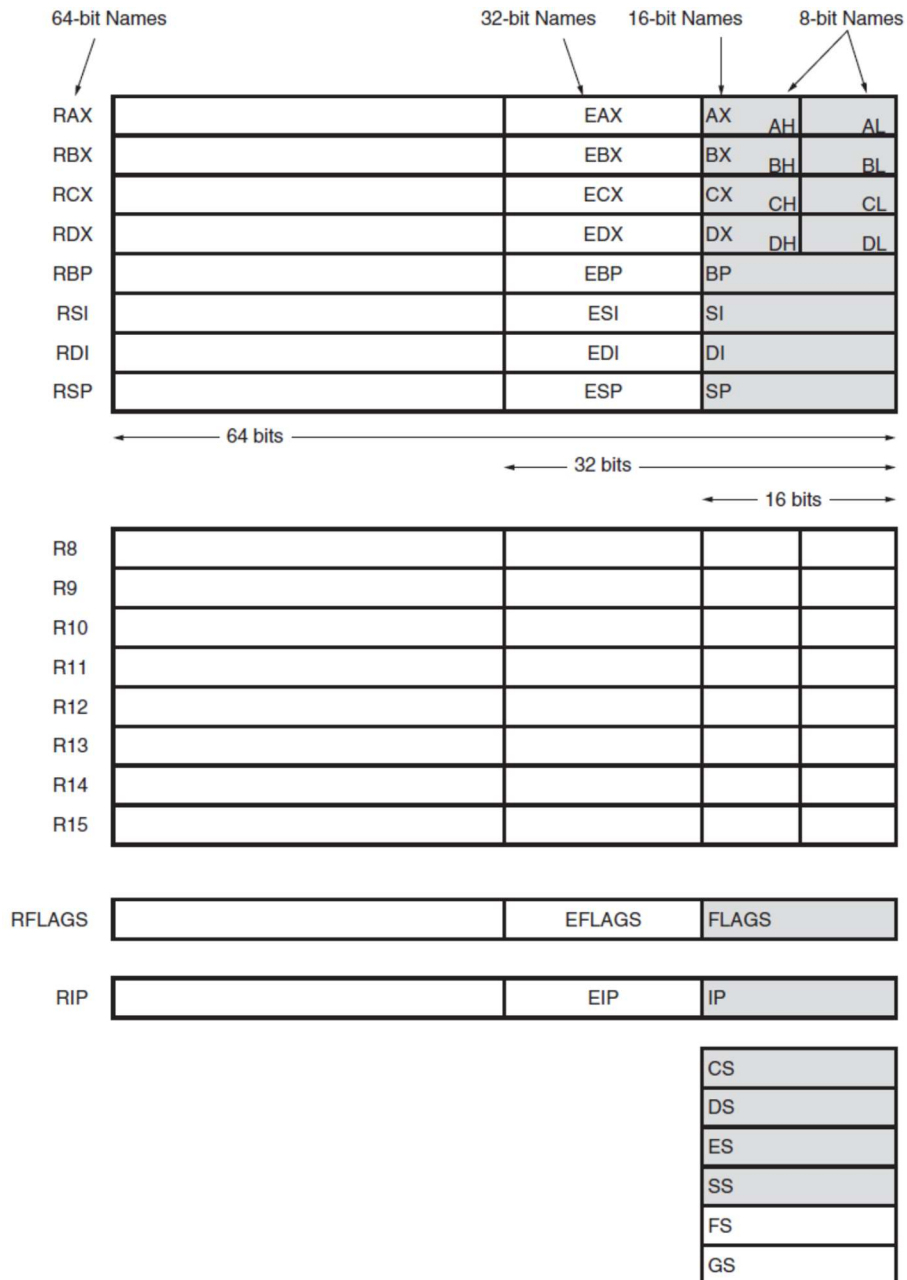 64-bit Names 32-bit Names 16-bit Names 8-bit Names
RAX EAX AX AH AL
RBX EBX BX BH BL
RCX ECX CX CH CL
RDX EDX DX DH DL
RBP EBP BP
RSI ESI SI
RDI EDI DI
RSP ESP SP
64 bits
32 bits
16 bits
R8
R9
R10
R11
R12
R13
R14
R15
RFLAGS EFLAGS FLAGS
RIP EIP IP
CS
DS
ES
SS
FS
GS